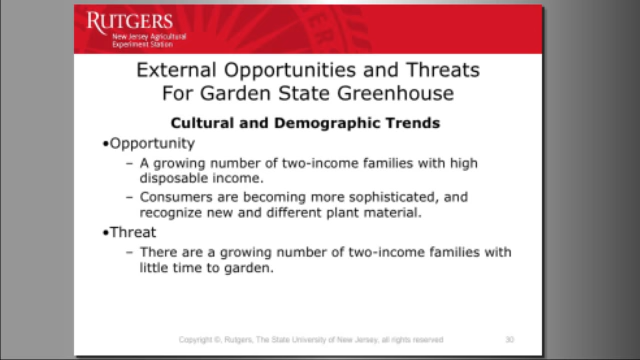 RUTGERS
New Jersey Agricultural
Experiment Station
External Opportunities and Threats
For Garden State Greenhouse
Cultural and Demographic Trends
•Opportunity
– A growing number of two-income families with high
disposable income.
– Consumers are becoming more sophisticated, and
recognize new and different plant material.
•Threat
– There are a growing number of two-income families with
little time to garden.
Copyright ©, Rutgers, The State University of New Jersey, all rights reserved
30